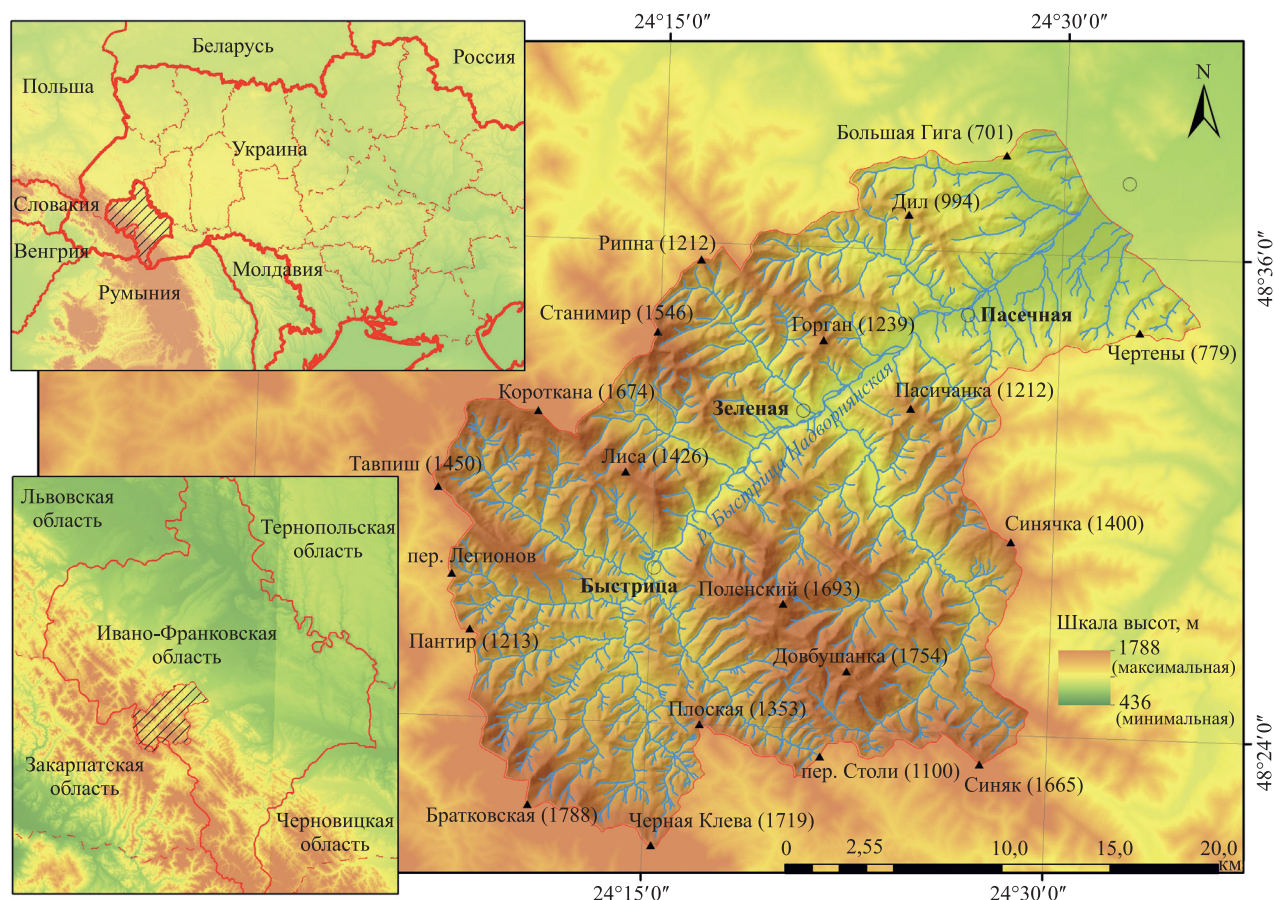 24°15′0″
24°30′0″
Беларусь
Россия
Польша
Украина
Словакия
Венгрия
Молдавия
Румыния
N
Большая Гига (701)
Дил (994)
Рипна (1212)
48°36′0″
Станимир (1546)
Горган (1239)
Пасечная
Чертены (779)
Короткана (1674)
Зеленая
Пасичанка (1212)
р. Быстрица Надворнянская
Тавпиш (1450)
Лиса (1426)
Синячка (1400)
Львовская
область
Тернопольская
область
пер. Легионов
Быстрица
Поленский (1693)
Ивано-Франковская
область
Пантир (1213)
Шкала высот, м
1788
(максимальная)
436
(минимальная)
Довбушанка (1754)
Плоская (1353)
48°24′0″
Закарпатская
область
пер. Столи (1100)
Синяк (1665)
Братковская (1788)
Черная Клева (1719)
Черновицкая
область
0 2,55 10,0 15,0 20,0
км
24°15′0″
24°30′0″